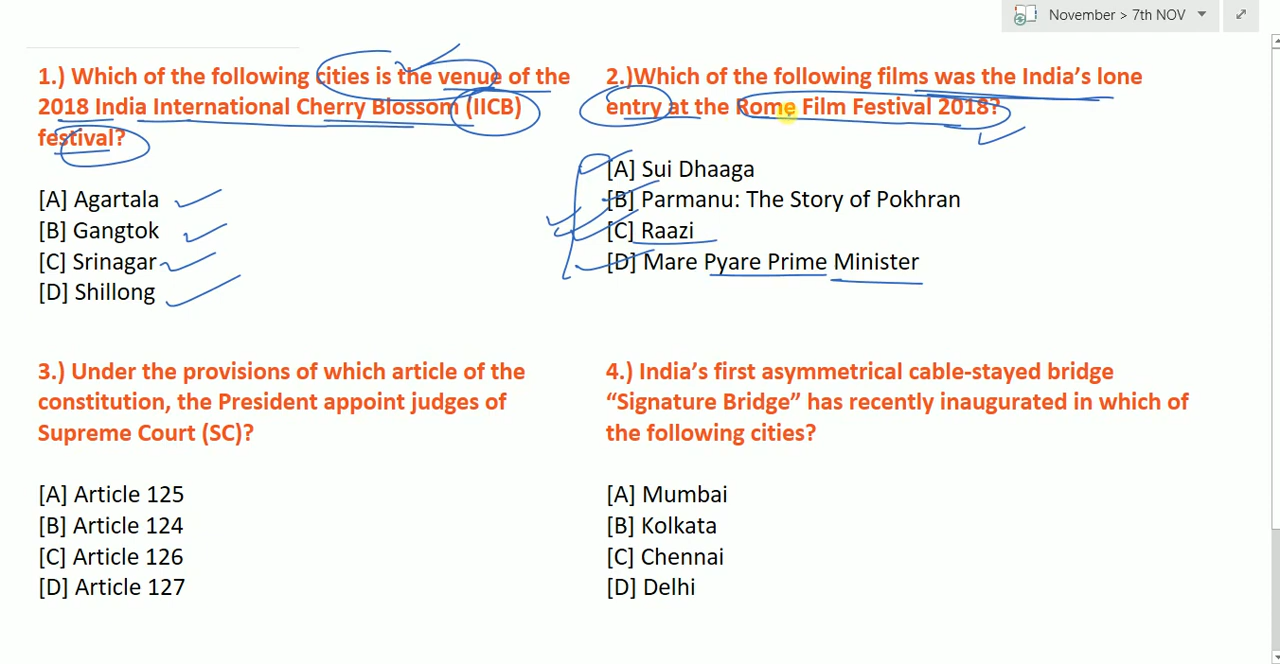 November > 7th NOV
1.) Which of the following cities is the venue of the
2018 India International Cherry Blossom (IICB)
festival?
[A] Agartala
[B] Gangtok
[C] Srinagar
[D] Shillong
2.)Which of the following films was the India's lone
entry at the Rome Film Festival 2018?
[A] Sui Dhaaga
[B] Parmanu: The Story of Pokhran
[C] Raazi
[D] Mare Pyare Prime Minister
3.) Under the provisions of which article of the
constitution, the President appoint judges of
Supreme Court (SC)?
[A] Article 125
[B] Article 124
[C] Article 126
[D] Article 127
4.) India's first asymmetrical cable-stayed bridge
“Signature Bridge” has recently inaugurated in which of
the following cities?
[A] Mumbai
[B] Kolkata
[C] Chennai
[D] Delhi